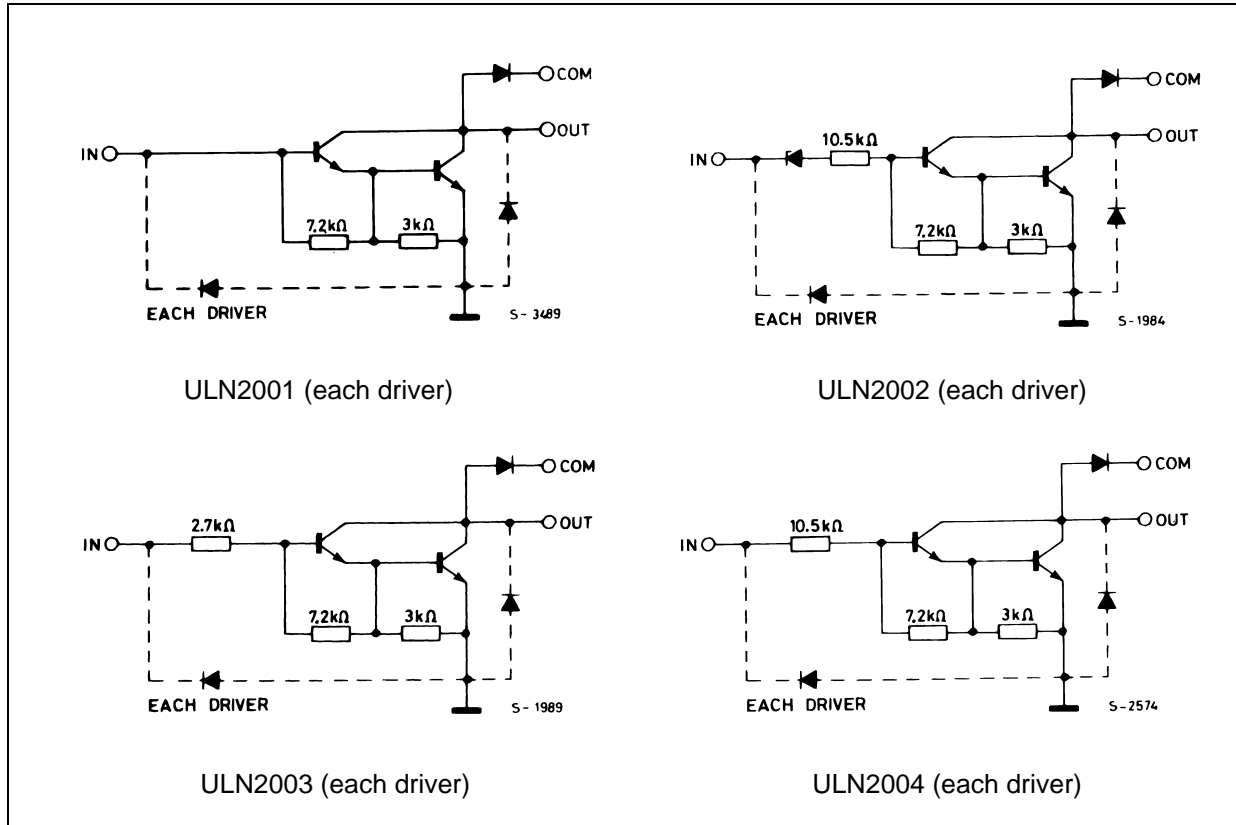 COM
OUT
IN
7.2kΩ
3kΩ
EACH DRIVER
S-3489
ULN2001 (each driver)
COM
OUT
IN
10.5kΩ
7.2kΩ
3kΩ
EACH DRIVER
S-1984
ULN2002 (each driver)
COM
OUT
2.7kΩ
IN
7.2kΩ
3kΩ
EACH DRIVER
S-1989
ULN2003 (each driver)
COM
OUT
10.5kΩ
IN
7.2kΩ
3kΩ
EACH DRIVER
S-2574
ULN2004 (each driver)